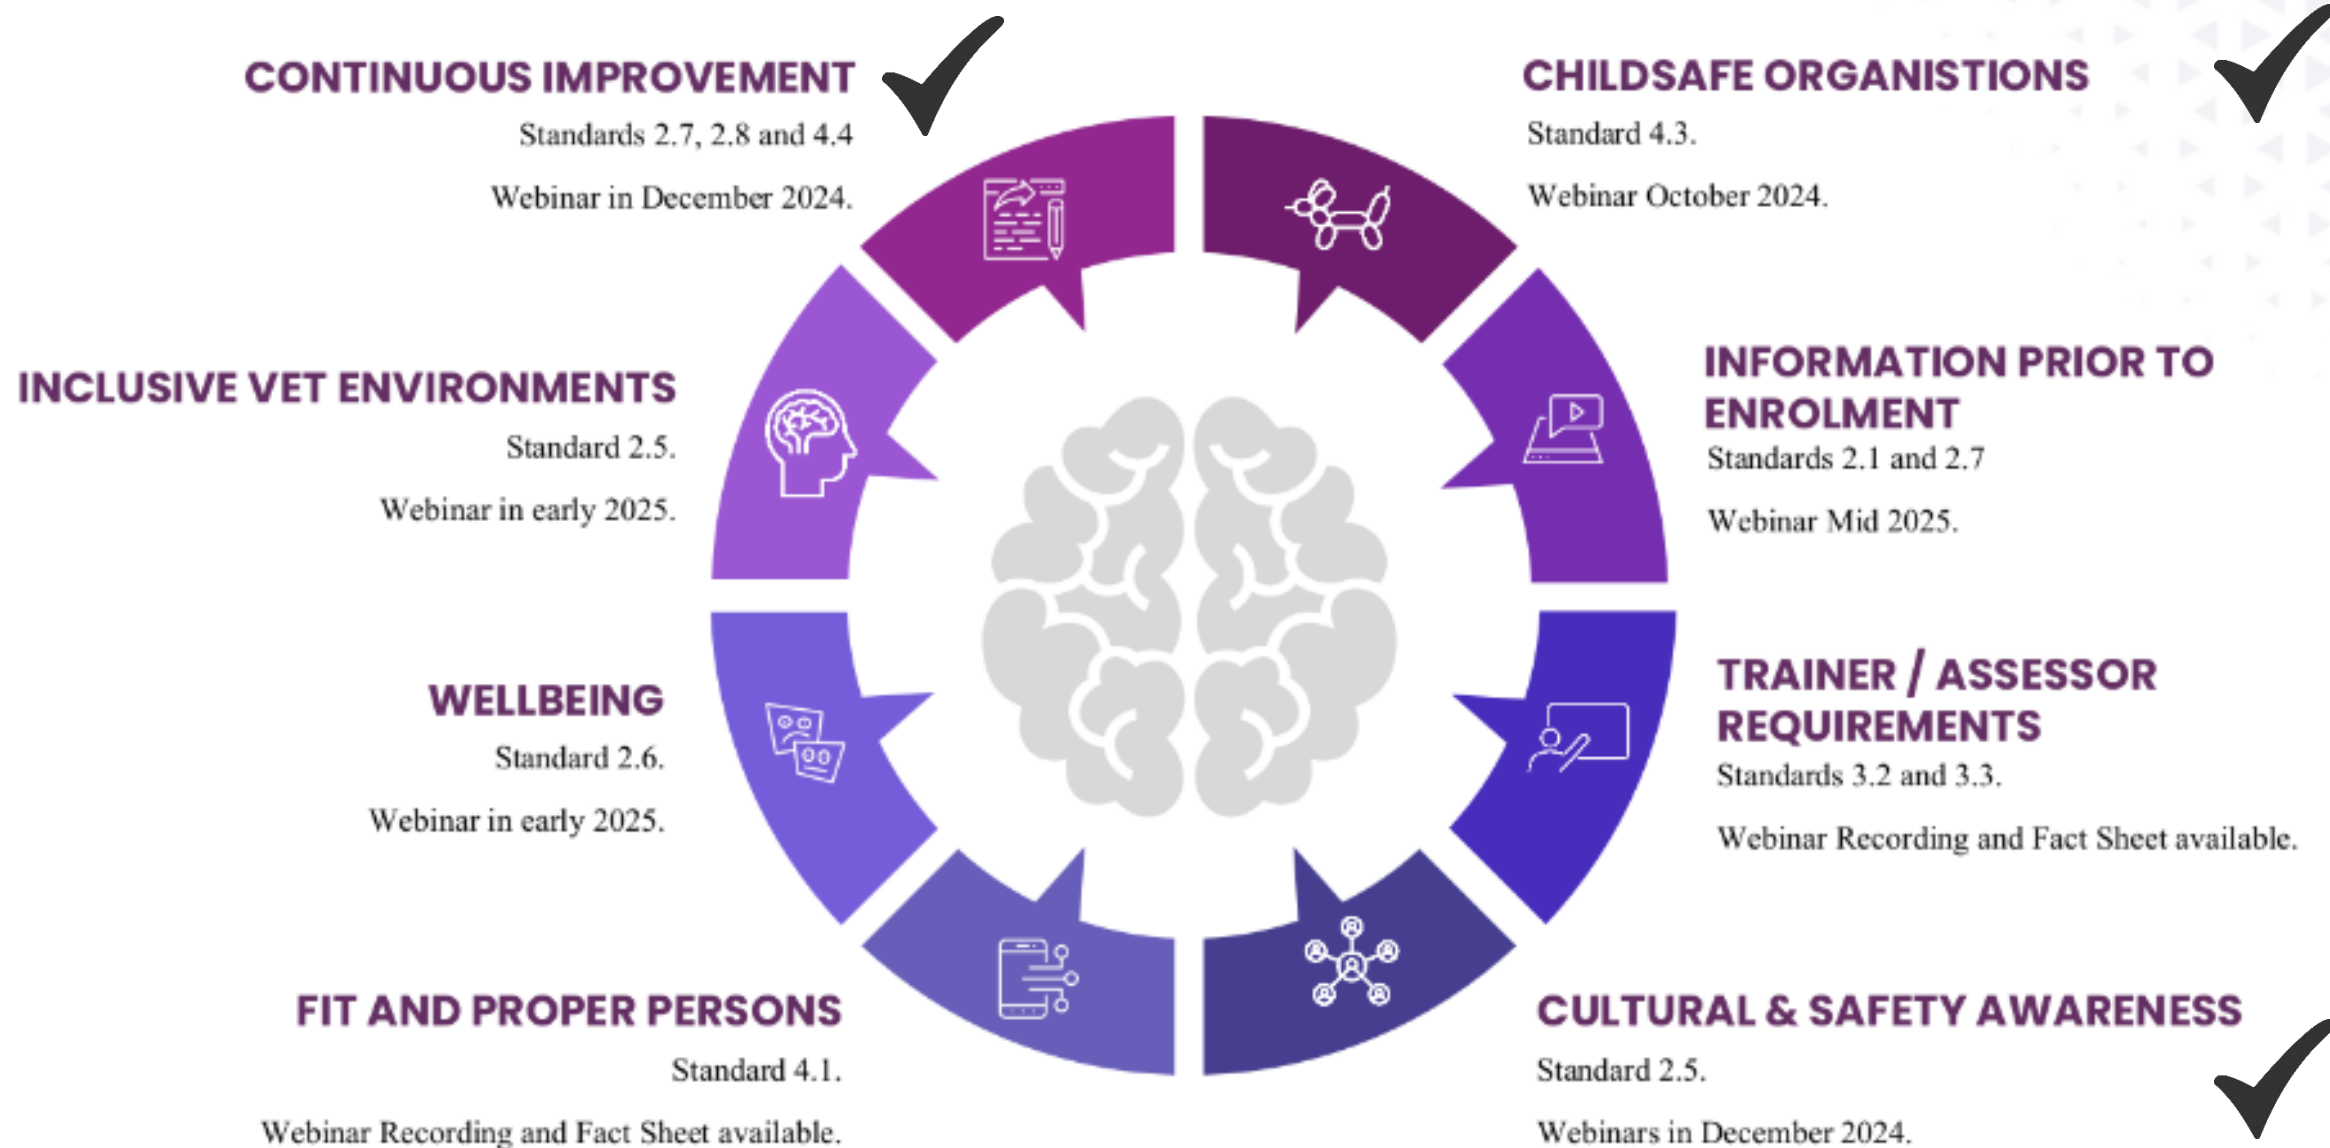 CONTINUOUS IMPROVEMENT
Standards 2.7, 2.8 and 4.4
Webinar in December 2024.
CHILDSAFE ORGANISTIONS
Standard 4.3.
Webinar October 2024.
INCLUSIVE VET ENVIRONMENTS
Standard 2.5.
Webinar in early 2025.
INFORMATION PRIOR TO
ENROLMENT
Standards 2.1 and 2.7
Webinar Mid 2025.
WELLBEING
Standard 2.6.
Webinar in early 2025.
TRAINER / ASSESSOR
REQUIREMENTS
Standards 3.2 and 3.3.
Webinar Recording and Fact Sheet available.
FIT AND PROPER PERSONS
Standard 4.1.
Webinar Recording and Fact Sheet available.
CULTURAL & SAFETY AWARENESS
Standard 2.5.
Webinars in December 2024.